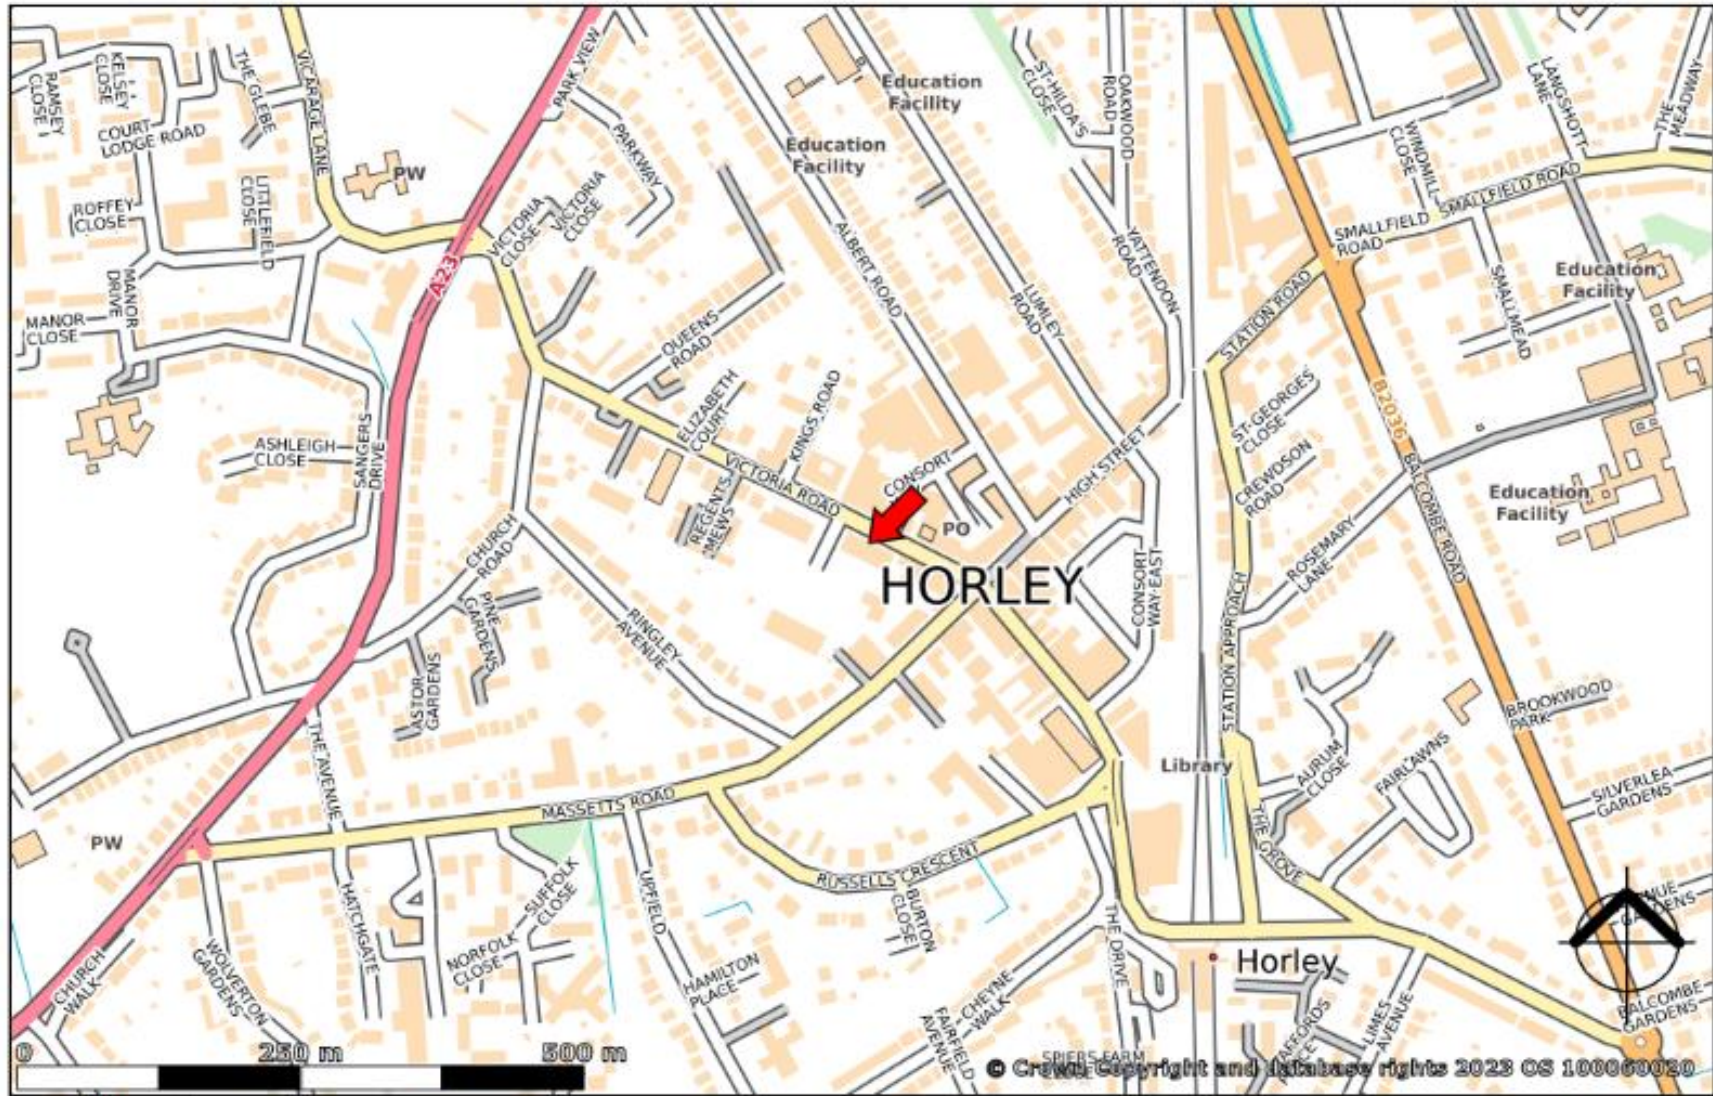 RAMSEY
CLOSE
KELSEY
CLOSE
THE GLEBE
COURT
LODGE ROAD
VICARAGE LANE
PW
ROFFEY
CLOSE
LITTLEFIELD
CLOSE
MANOR
DRIVE
MANOR
CLOSE
ASHLEIGH
CLOSE
SANGERS
DRIVE
A23
PARK VIEW
PARKWAY
VICTORIA
CLOSE
VICTORIA
CLOSE
Education
Facility
Education
Facility
ST-HILDA'S
CLOSE
OAKWOOD
ROAD
YATTENDON
ROAD
ALBERT ROAD
LUMLEY
ROAD
QUEENS
ROAD
ELIZABETH
COURT
KINGS ROAD
VICTORIA ROAD
REGENTS
MEWS
CONSORT
PO
HIGH STREET
HORLEY
CONSORT
WAY-EAST
CHURCH
ROAD
PINE
GARDENS
ASTOR
GARDENS
RINGLEY
AVENUE
LANGSHOTT
LANE
THE
MEADWAY
WINDMILL
CLOSE
SMALLFIELD ROAD
SMALLFIELD
ROAD
SMALLMEAD
Education
Facility
STATION ROAD
ST-GEORGES
CLOSE
CREWDSON
ROAD
B2036
BALCOMBE ROAD
Education
Facility
ROSEMARY
LANE
STATION APPROACH
BROOKWOOD
PARK
SILVERLEA
GARDENS
AURUM
CLOSE
FAIRLAWNS
Library
THE GROVE
THE AVENUE
MASSETTS ROAD
PW
RUSSELLS CRESCENT
BURTON
CLOSE
UPFIELD
SUFFOLK
CLOSE
NORFOLK
CLOSE
HATCHGATE
WOLVERTON
GARDENS
CHURCH
WALK
HAMILTON
PLACE
CHEYNE
WALK
FAIRFIELD
AVENUE
THE DRIVE
Horley
LIMES
AVENUE
BALCOMBE
GARDENS
SPIERS FARM
0 250 m 500 m
© Crown Copyright and database rights 2023 OS 100060020